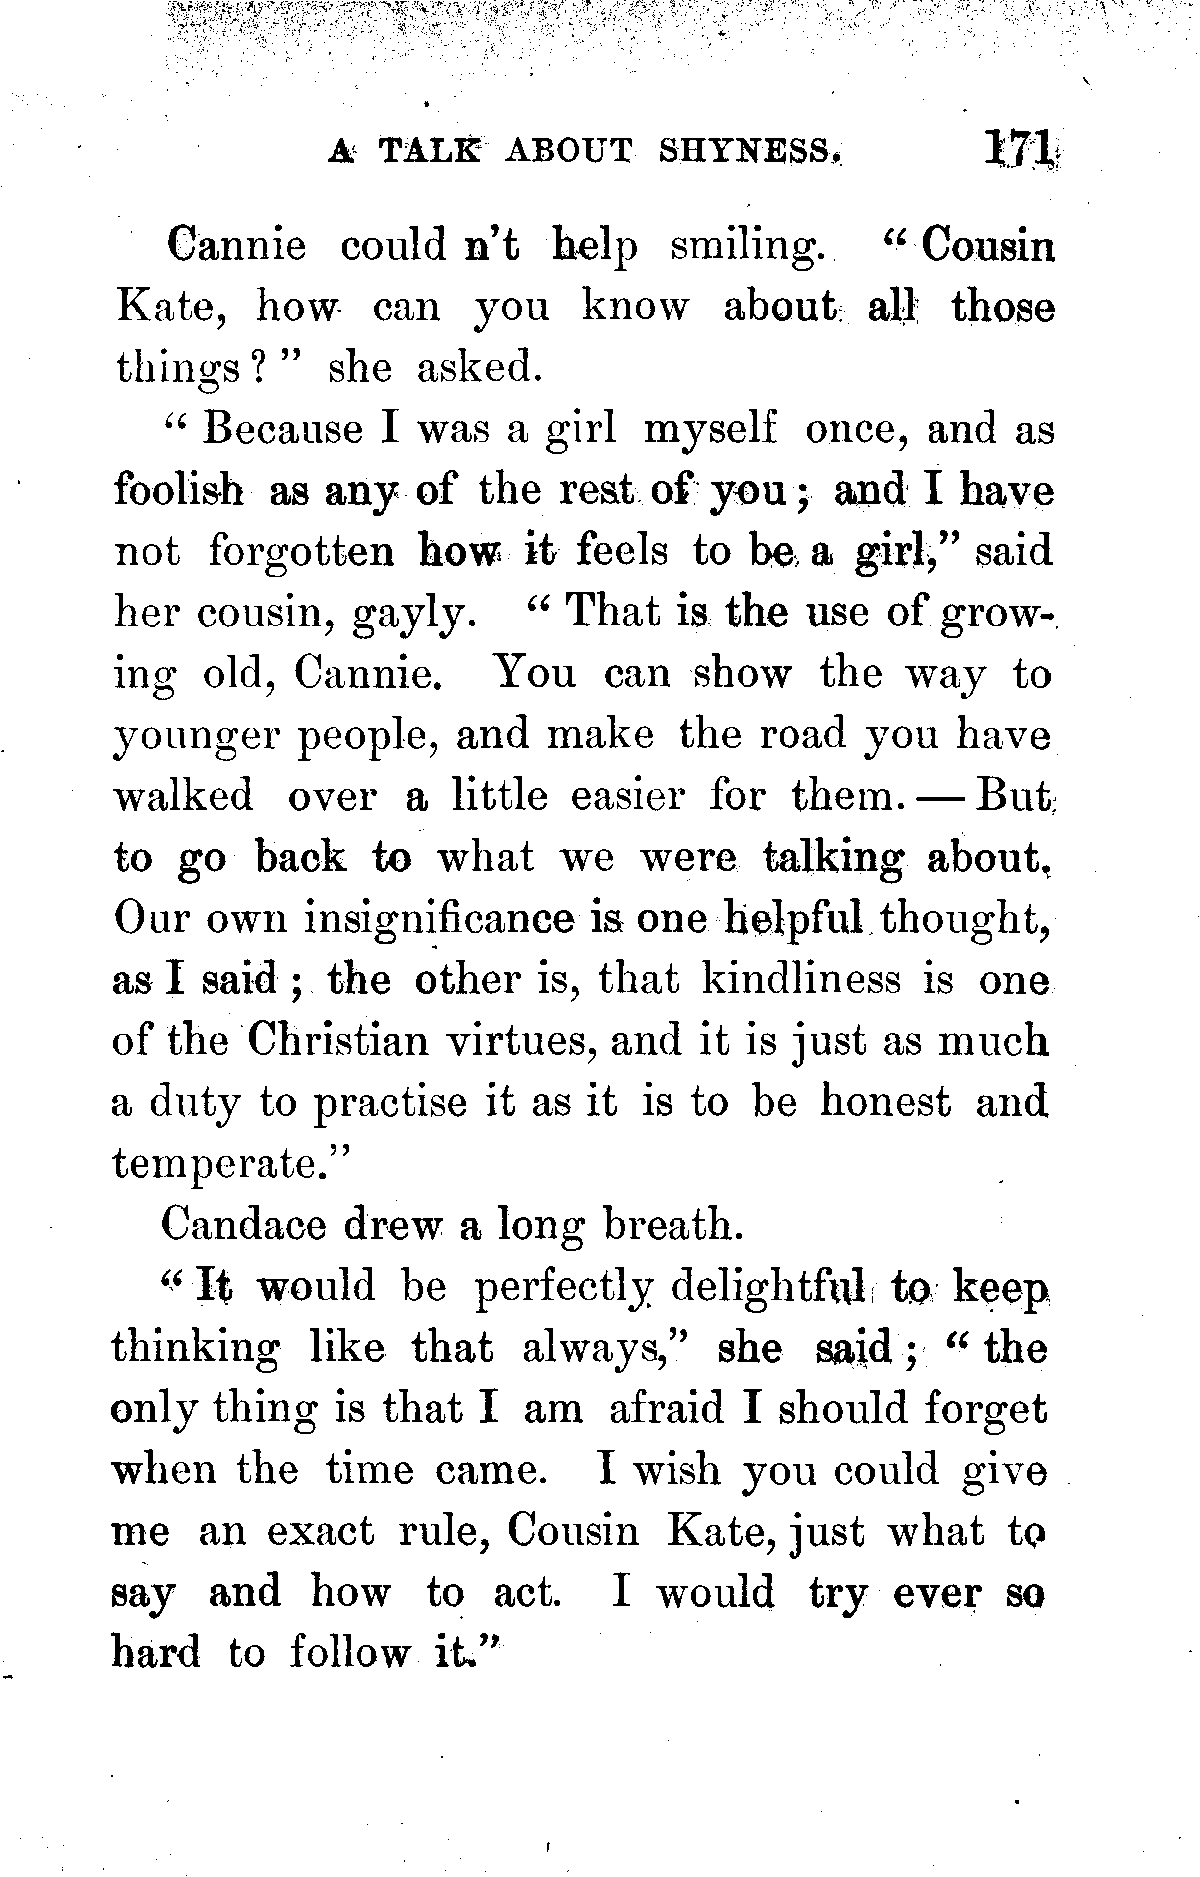 A TALK ABOUT SHYNESS. 171
Cannie could n't help smiling. “ Cousin
Kate, how can you know about all those
things ? ” she asked.
“ Because I was a girl myself once, and as
foolish as any of the rest of you ; and I have
not forgotten how it feels to be a girl,” said
her cousin, gayly. “ That is the use of grow-
ing old, Cannie. You can show the way to
younger people, and make the road you have
walked over a little easier for them. — But
to go back to what we were talking about.
Our own insignificance is one helpful thought,
as I said ; the other is, that kindliness is one
of the Christian virtues, and it is just as much
a duty to practise it as it is to be honest and
temperate.”
Candace drew a long breath.
“ It would be perfectly delightful to keep
thinking like that always,” she said ; “ the
only thing is that I am afraid I should forget
when the time came. I wish you could give
me an exact rule, Cousin Kate, just what to
say and how to act. I would try ever so
hard to follow it.”